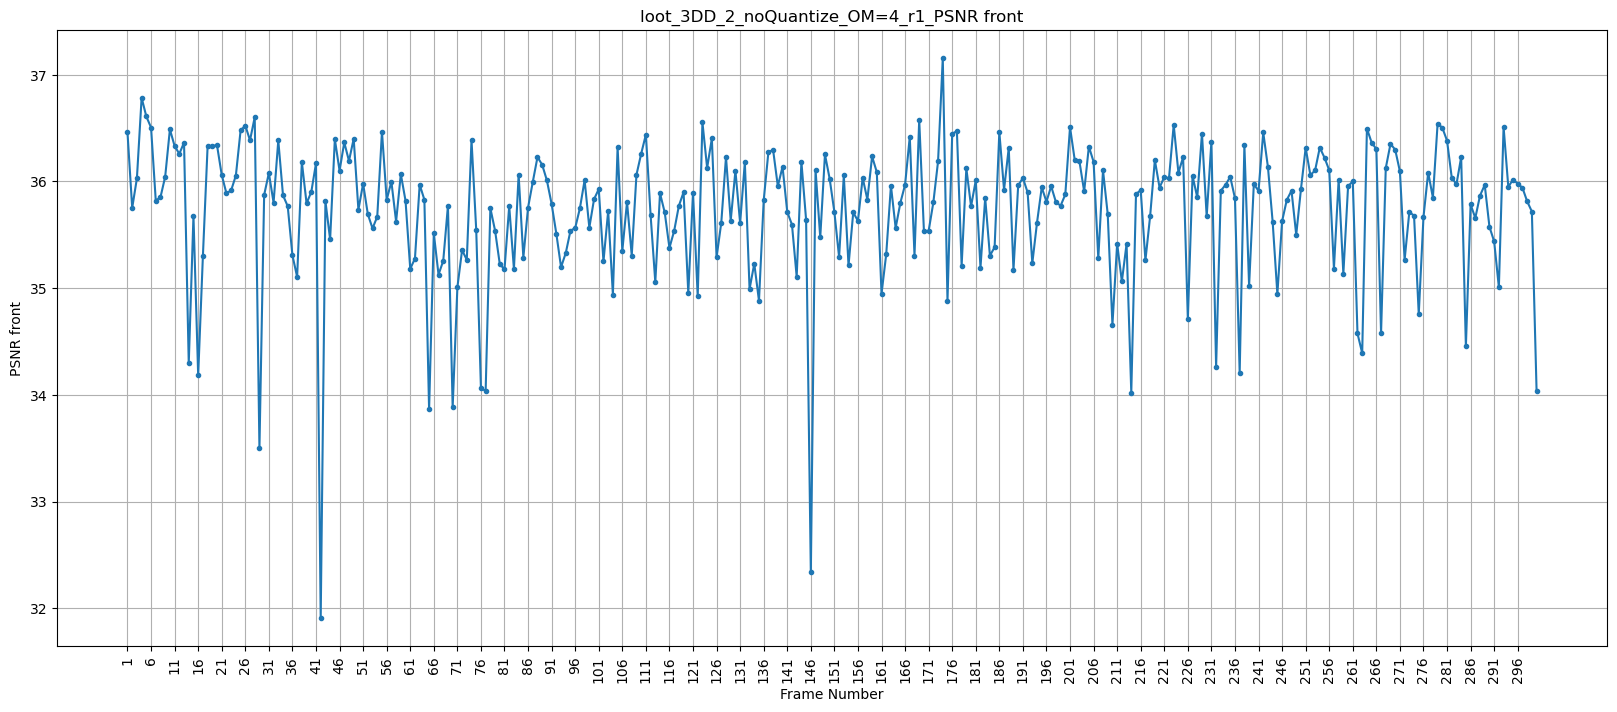 loot_3DD_2_noQuantize_OM=4_r1_PSNR front
PSNR front
37
36
35
34
33
32
1 6 11 16 21 26 31 36 41 46 51 56 61 66 71 76 81 86 91 96 101 106 111 116 121 126 131 136 141 146 151 156 161 166 171 176 181 186 191 196 201 206 211 216 221 226 231 236 241 246 251 256 261 266 271 276 281 286 291 296
Frame Number